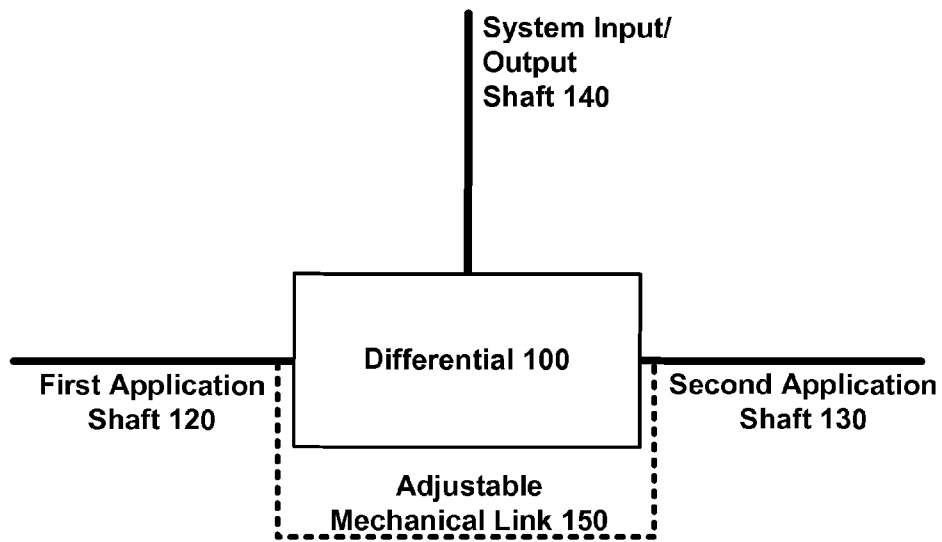 System Input/
Output
Shaft 140
Differential 100
First Application
Shaft 120
Second Application
Shaft 130
Adjustable
Mechanical Link 150